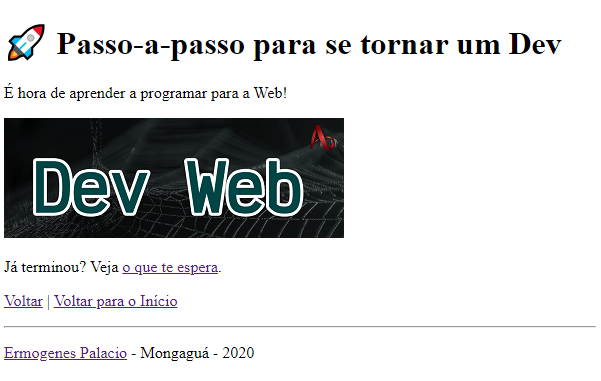 🚀 Passo-a-passo para se tornar um Dev
É hora de aprender a programar para a Web!
Dev Web
Já terminou? Veja o que te espera.
Voltar | Voltar para o Início
Ermogenes Palacio - Mongaguá - 2020